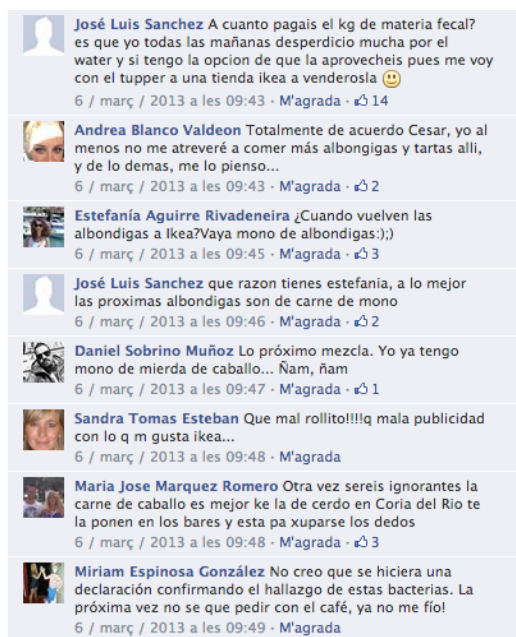 José Luis Sanchez A cuanto pagais el kg de materia fecal?
es que yo todas las mañanas desperdicio mucha por el
water y si tengo la opcion de que la aprovecheis pues me voy
con el tupper a una tienda ikea a venderosla
6 / març / 2013 a les 09:43 · M'agrada · 14
Andrea Blanco Valdeon Totalmente de acuerdo Cesar, yo al
menos no me atreveré a comer más albongigas y tartas alli,
y de lo demas, me lo pienso...
6 / març / 2013 a les 09:43 · M'agrada · 2
Estefanía Aguirre Rivadeneira ¿Cuando vuelven las
albondigas a Ikea?Vaya mono de albondigas:);)
6 / març / 2013 a les 09:45 · M'agrada · 3
José Luis Sanchez que razon tienes estefania, a lo mejor
las proximas albondigas son de carne de mono
6 / març / 2013 a les 09:46 · M'agrada · 2
Daniel Sobrino Muñoz Lo próximo mezcla. Yo ya tengo
mono de mierda de caballo... Ñam, ñam
6 / març / 2013 a les 09:47 · M'agrada · 1
Sandra Tomas Esteban Que mal rollito!!!!q mala publicidad
con lo q m gusta ikea...
6 / març / 2013 a les 09:48 · M'agrada
Maria Jose Marquez Romero Otra vez sereis ignorantes la
carne de caballo es mejor ke la de cerdo en Coria del Rio te
la ponen en los bares y esta pa xuparse los dedos
6 / març / 2013 a les 09:48 · M'agrada · 3
Miriam Espinosa González No creo que se hiciera una
declaración confirmando el hallazgo de estas bacterias. La
próxima vez no se que pedir con el café, ya no me fío!
6 / març / 2013 a les 09:49 · M'agrada